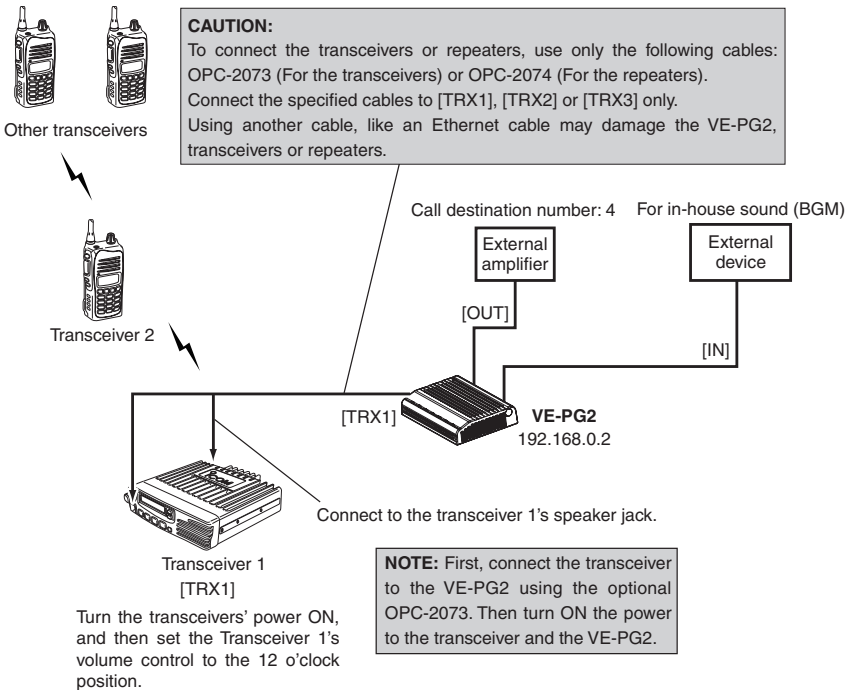 CAUTION:
To connect the transceivers or repeaters, use only the following cables:
OPC-2073 (For the transceivers) or OPC-2074 (For the repeaters).
Connect the specified cables to [TRX1], [TRX2] or [TRX3] only.
Using another cable, like an Ethernet cable may damage the VE-PG2,
transceivers or repeaters.
Other transceivers
Call destination number: 4
For in-house sound (BGM)
External
amplifier
External
device
[OUT]
[IN]
Transceiver 2
[TRX1]
VE-PG2
192.168.0.2
ICOM
Connect to the transceiver 1's speaker jack.
Transceiver 1
[TRX1]
Turn the transceivers' power ON,
and then set the Transceiver 1's
volume control to the 12 o'clock
position.
NOTE: First, connect the transceiver
to the VE-PG2 using the optional
OPC-2073. Then turn ON the power
to the transceiver and the VE-PG2.